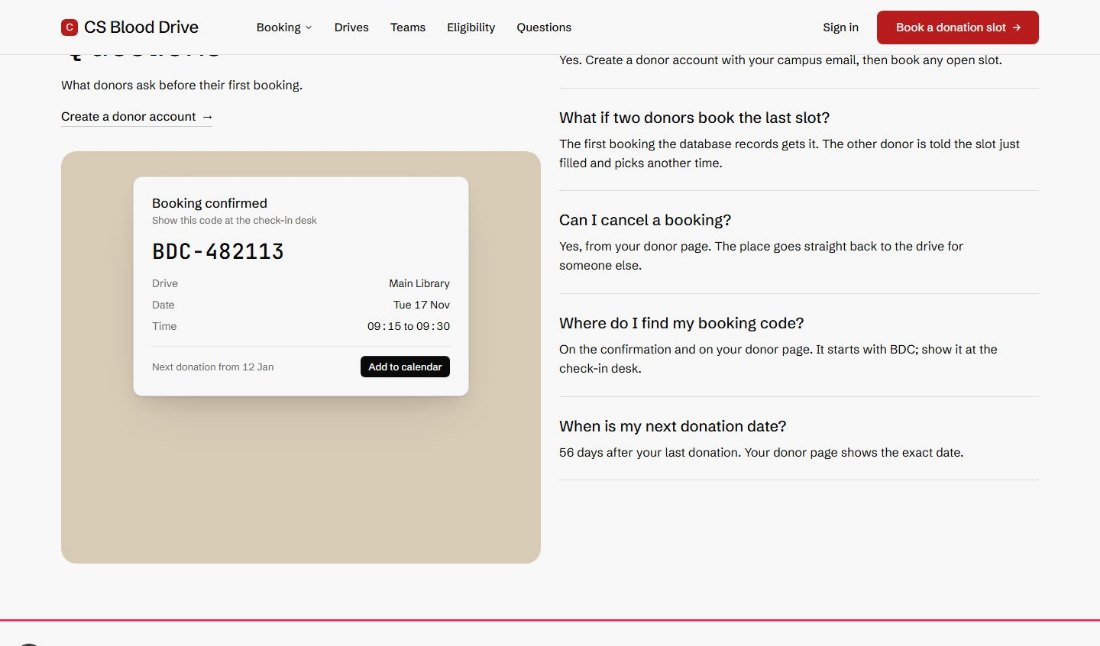 C CS Blood Drive
Booking
Drives
Teams
Eligibility
Questions
Sign in
Book a donation slot →
What donors ask before their first booking.
Create a donor account →
Booking confirmed
Show this code at the check-in desk
BDC-482113
Drive Main Library
Date Tue 17 Nov
Time 09:15 to 09:30
Next donation from 12 Jan
Add to calendar
Yes. Create a donor account with your campus email, then book any open slot.
What if two donors book the last slot?
The first booking the database records gets it. The other donor is told the slot just
filled and picks another time.
Can I cancel a booking?
Yes, from your donor page. The place goes straight back to the drive for
someone else.
Where do I find my booking code?
On the confirmation and on your donor page. It starts with BDC; show it at the
check-in desk.
When is my next donation date?
56 days after your last donation. Your donor page shows the exact date.